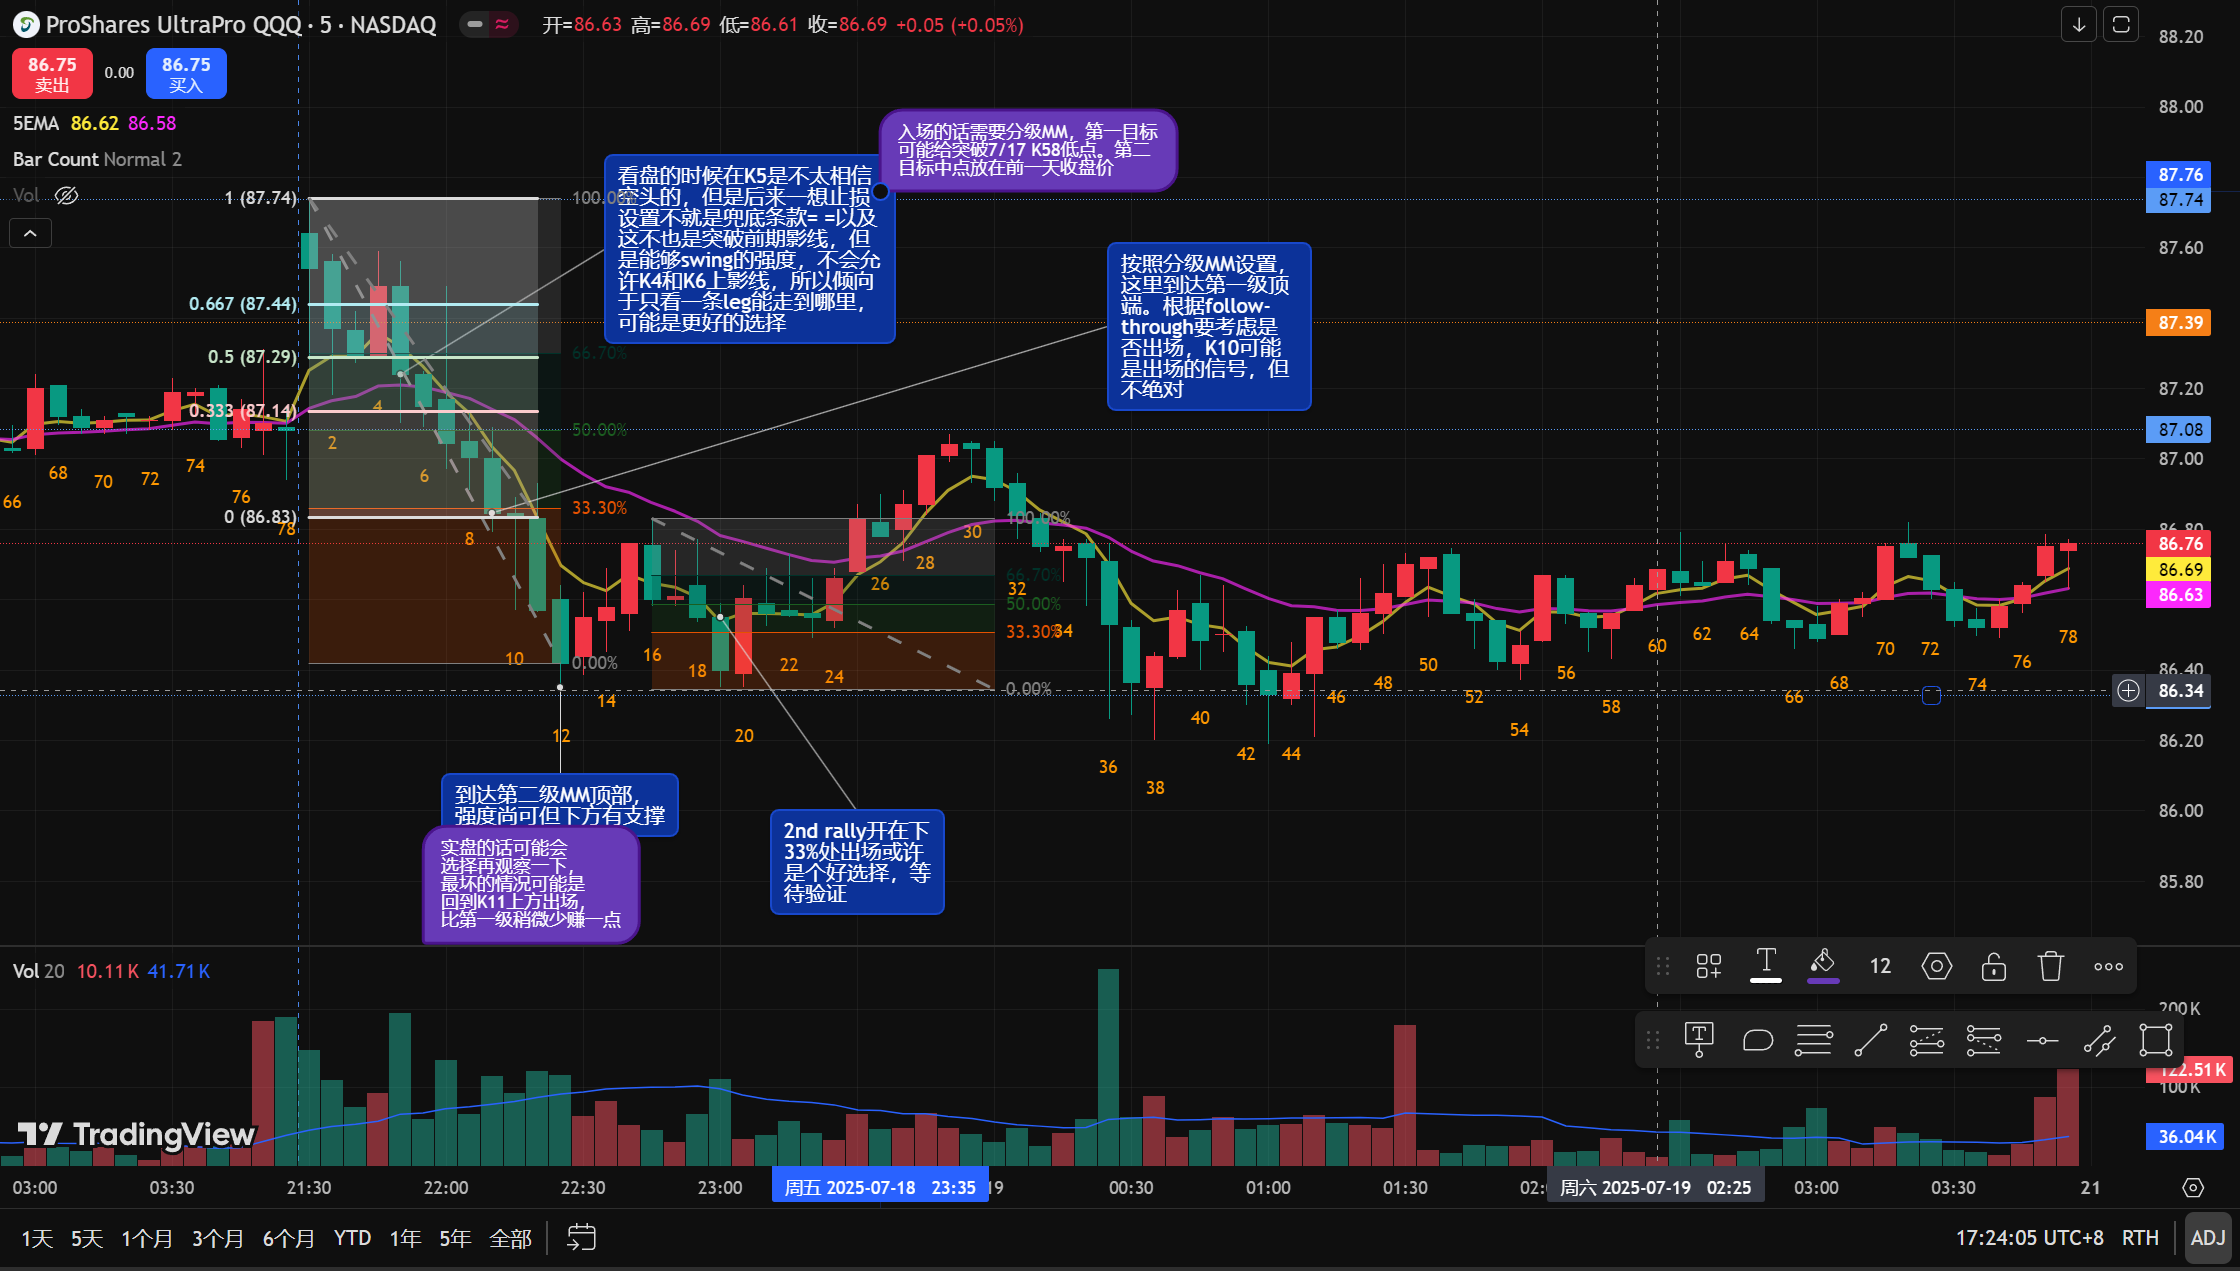 ProShares UltraPro QQQ · 5 · NASDAQ
开=86.63 高=86.69 低=86.61 收=86.69 +0.05 (+0.05%)
86.75
卖出
0.00
86.75
买入
5EMA 86.62 86.58
Bar Count Normal 2
Vol
1 (87.74)
0.667 (87.44)
0.5 (87.29)
0.333 (87.14)
0 (86.83)
100.00%
66.70%
50.00%
33.30%
0.00%
看盘的时候在K5是不太相信
空头的，但是后来一想止损
设置不就是兜底条款= =以及
这不也是突破前期影线，但
是能够swing的强度，不会允
许K4和K6上影线，所以倾向
于只看一条leg能走到哪里，
可能是更好的选择
入场的话需要分级MM，第一目标
可能给突破7/17 K58低点。第二
目标中点放在前一天收盘价
按照分级MM设置，
这里到达第一级顶
端。根据follow-
through要考虑是
否出场，K10可能
是出场的信号，但
不绝对
到达第二级MM顶部，
强度尚可但下方有支撑
实盘的话可能会
选择再观察一下，
最坏的情况可能是
回到K11上方出场，
比第一级稍微少赚一点
2nd rally开在下
33%处出场或许
是个好选择，等
待验证
100.00%
66.70%
50.00%
33.30%
0.00%
66
68
70
72
74
76
78
2
4
6
8
10
12
14
16
18
20
22
24
26
28
30
32
34
36
38
40
42
44
46
48
50
52
54
56
58
60
62
64
66
68
70
72
74
76
78
88.20
88.00
87.76
87.74
87.60
87.39
87.20
87.08
87.00
86.80
86.76
86.69
86.63
86.40
86.34
86.20
86.00
85.80
12
Vol 20 10.11K 41.71K
200K
122.51K
100K
36.04K
TradingView
03:00
03:30
21:30
22:00
22:30
23:00
周五 2025-07-18 23:35
19
00:30
01:00
01:30
02:
周六 2025-07-19 02:25
03:00
03:30
21
1天 5天 1个月 3个月 6个月 YTD 1年 5年 全部
17:24:05 UTC+8 RTH ADJ